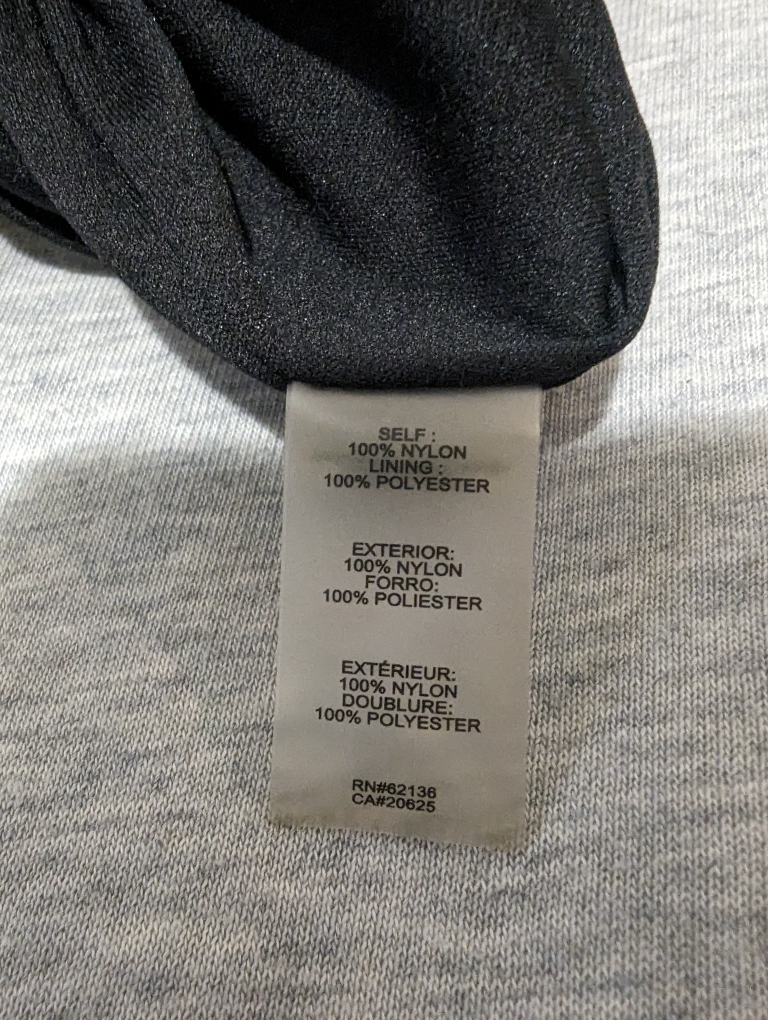 SELF :
100% NYLON
LINING :
100% POLYESTER
EXTERIOR:
100% NYLON
FORRO:
100% POLIESTER
EXTÉRIEUR:
100% NYLON
DOUBLURE:
100% POLYESTER
RN#62136
CA#20625